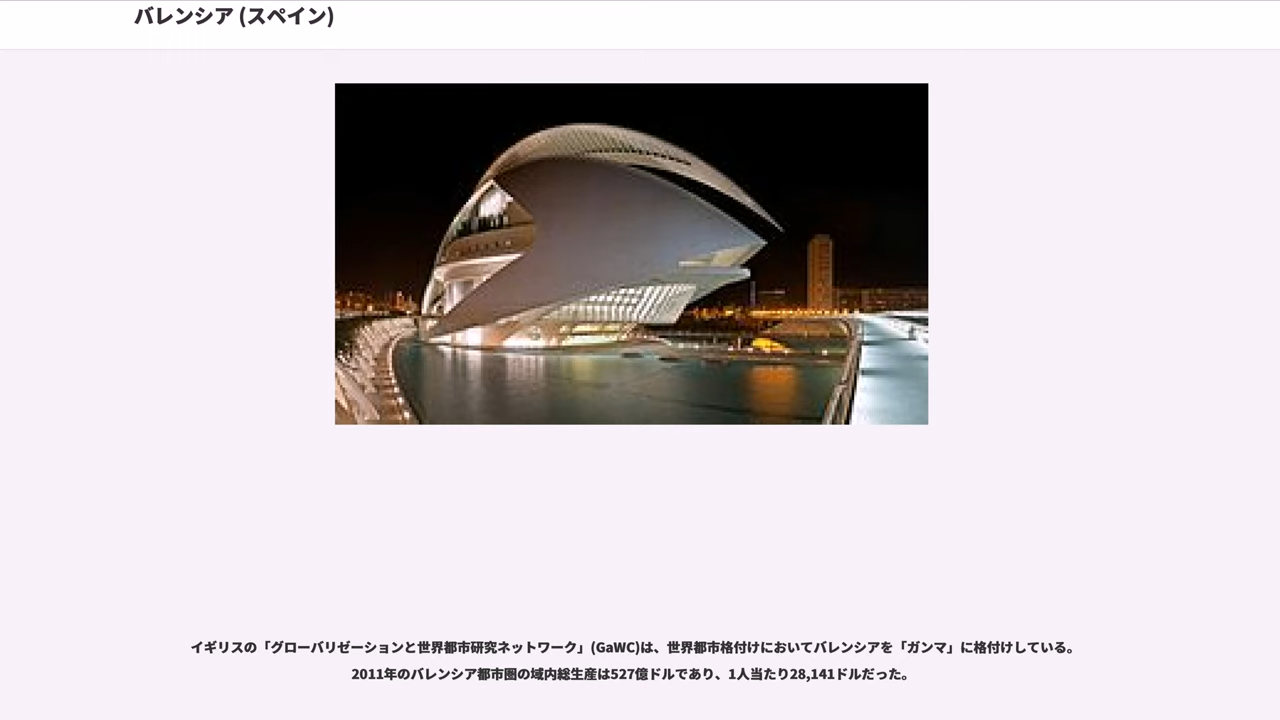 バレンシア (スペイン)
イギリスの「グローバリゼーションと世界都市研究ネットワーク」(GaWC)は、世界都市格付けにおいてバレンシアを「ガンマ」に格付けしている。
2011年のバレンシア都市圏の域内総生産は527億ドルであり、1人当たり28,141ドルだった。